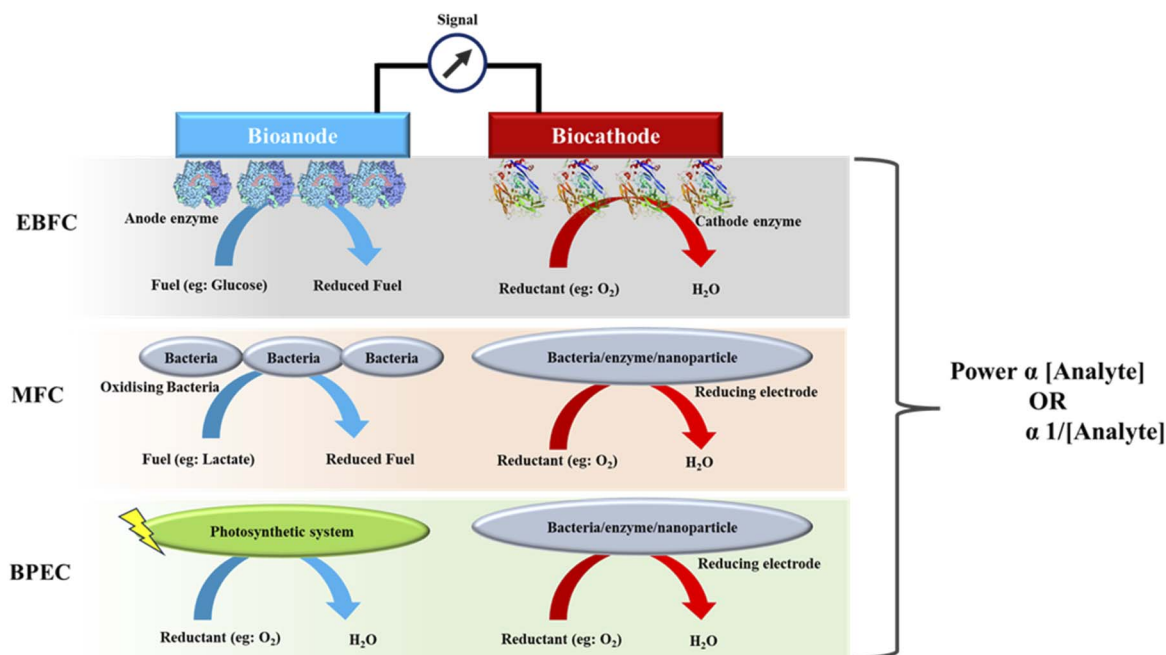 Signal
Bioanode
Biocathode
EBFC
Anode enzyme
Cathode enzyme
Fuel (eg: Glucose)
Reduced Fuel
Reductant (eg: O₂)
H₂O
MFC
Bacteria
Bacteria
Bacteria
Oxidising Bacteria
Bacteria/enzyme/nanoparticle
Reducing electrode
Fuel (eg: Lactate)
Reduced Fuel
Reductant (eg: O₂)
H₂O
BPEC
Photosynthetic system
Bacteria/enzyme/nanoparticle
Reducing electrode
Reductant (eg: O₂)
H₂O
Reductant (eg: O₂)
H₂O
Power α [Analyte]
OR
α 1/[Analyte]